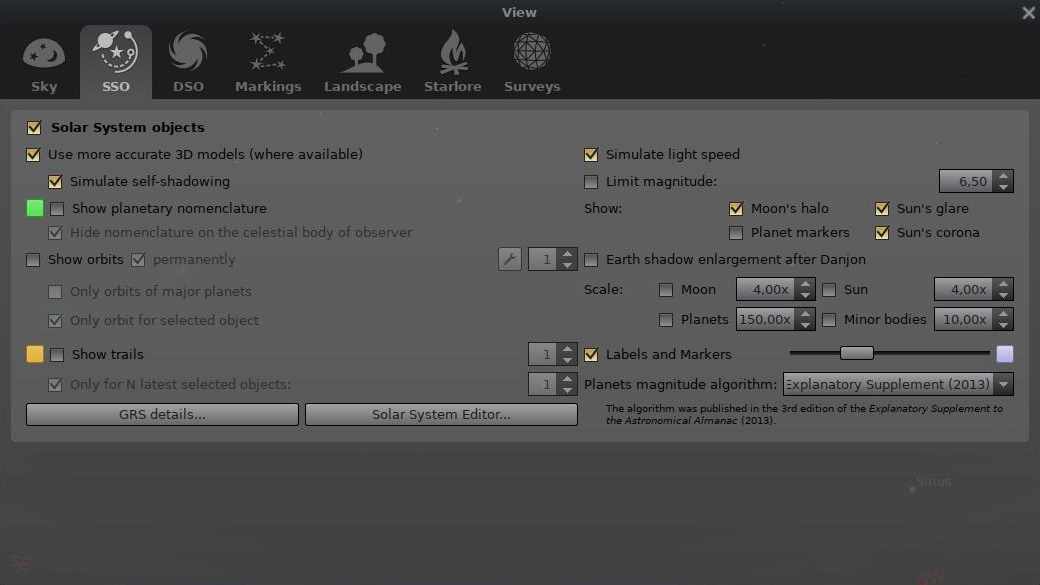 View
Sky
SSO
DSO
Markings
Landscape
Starlore
Surveys
Solar System objects
Use more accurate 3D models (where available)
Simulate light speed
Simulate self-shadowing
Limit magnitude:
6,50
Show planetary nomenclature
Show:
Moon's halo
Sun's glare
Hide nomenclature on the celestial body of observer
Planet markers
Sun's corona
Show orbits
permanently
1
Earth shadow enlargement after Danjon
Only orbits of major planets
Scale:
Moon
4,00x
Sun
4,00x
Only orbit for selected object
Planets
150,00x
Minor bodies
10,00x
Show trails
1
Labels and Markers
Only for N latest selected objects:
1
Planets magnitude algorithm:
Explanatory Supplement (2013)
GRS details...
Solar System Editor...
The algorithm was published in the 3rd edition of the Explanatory Supplement to
the Astronomical Almanac (2013).
Sirius
SE
SW